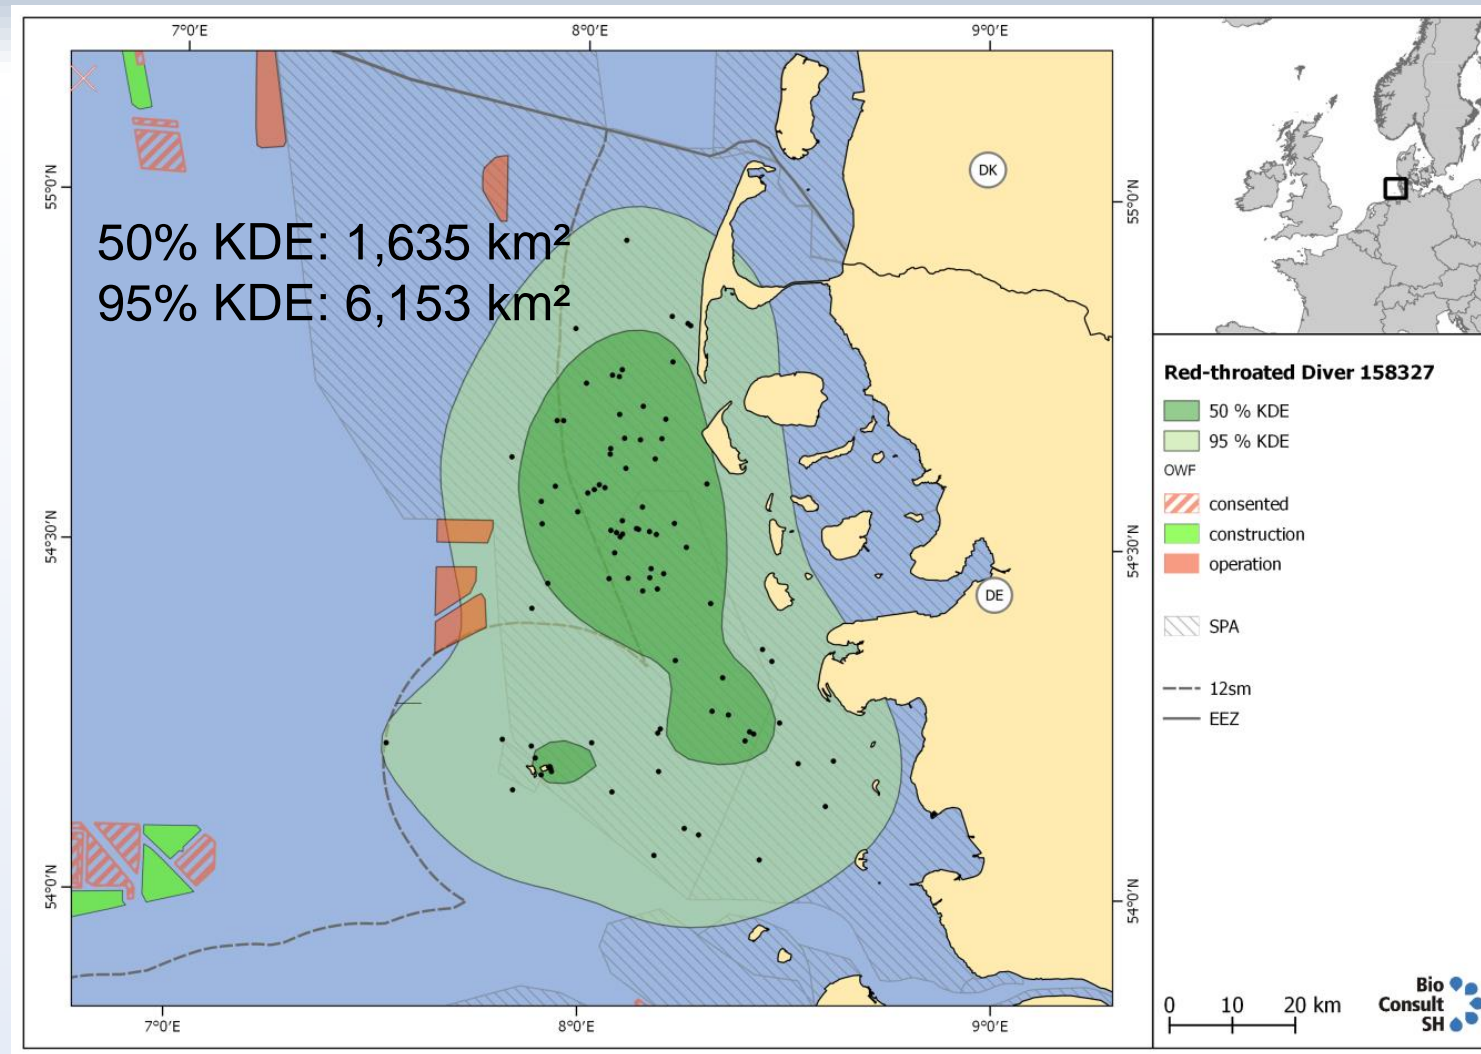 7°0'E 8°0'E 9°0'E
55°0'N
55°0'N
DK
50% KDE: 1,635 km²
95% KDE: 6,153 km²
54°30'N
54°30'N
DE
54°0'N
54°0'N
7°0'E 8°0'E 9°0'E
Red-throated Diver 158327
50 % KDE
95 % KDE
OWF
consented
construction
operation
SPA
12sm
EEZ
0 10 20 km
Bio
Consult
SH